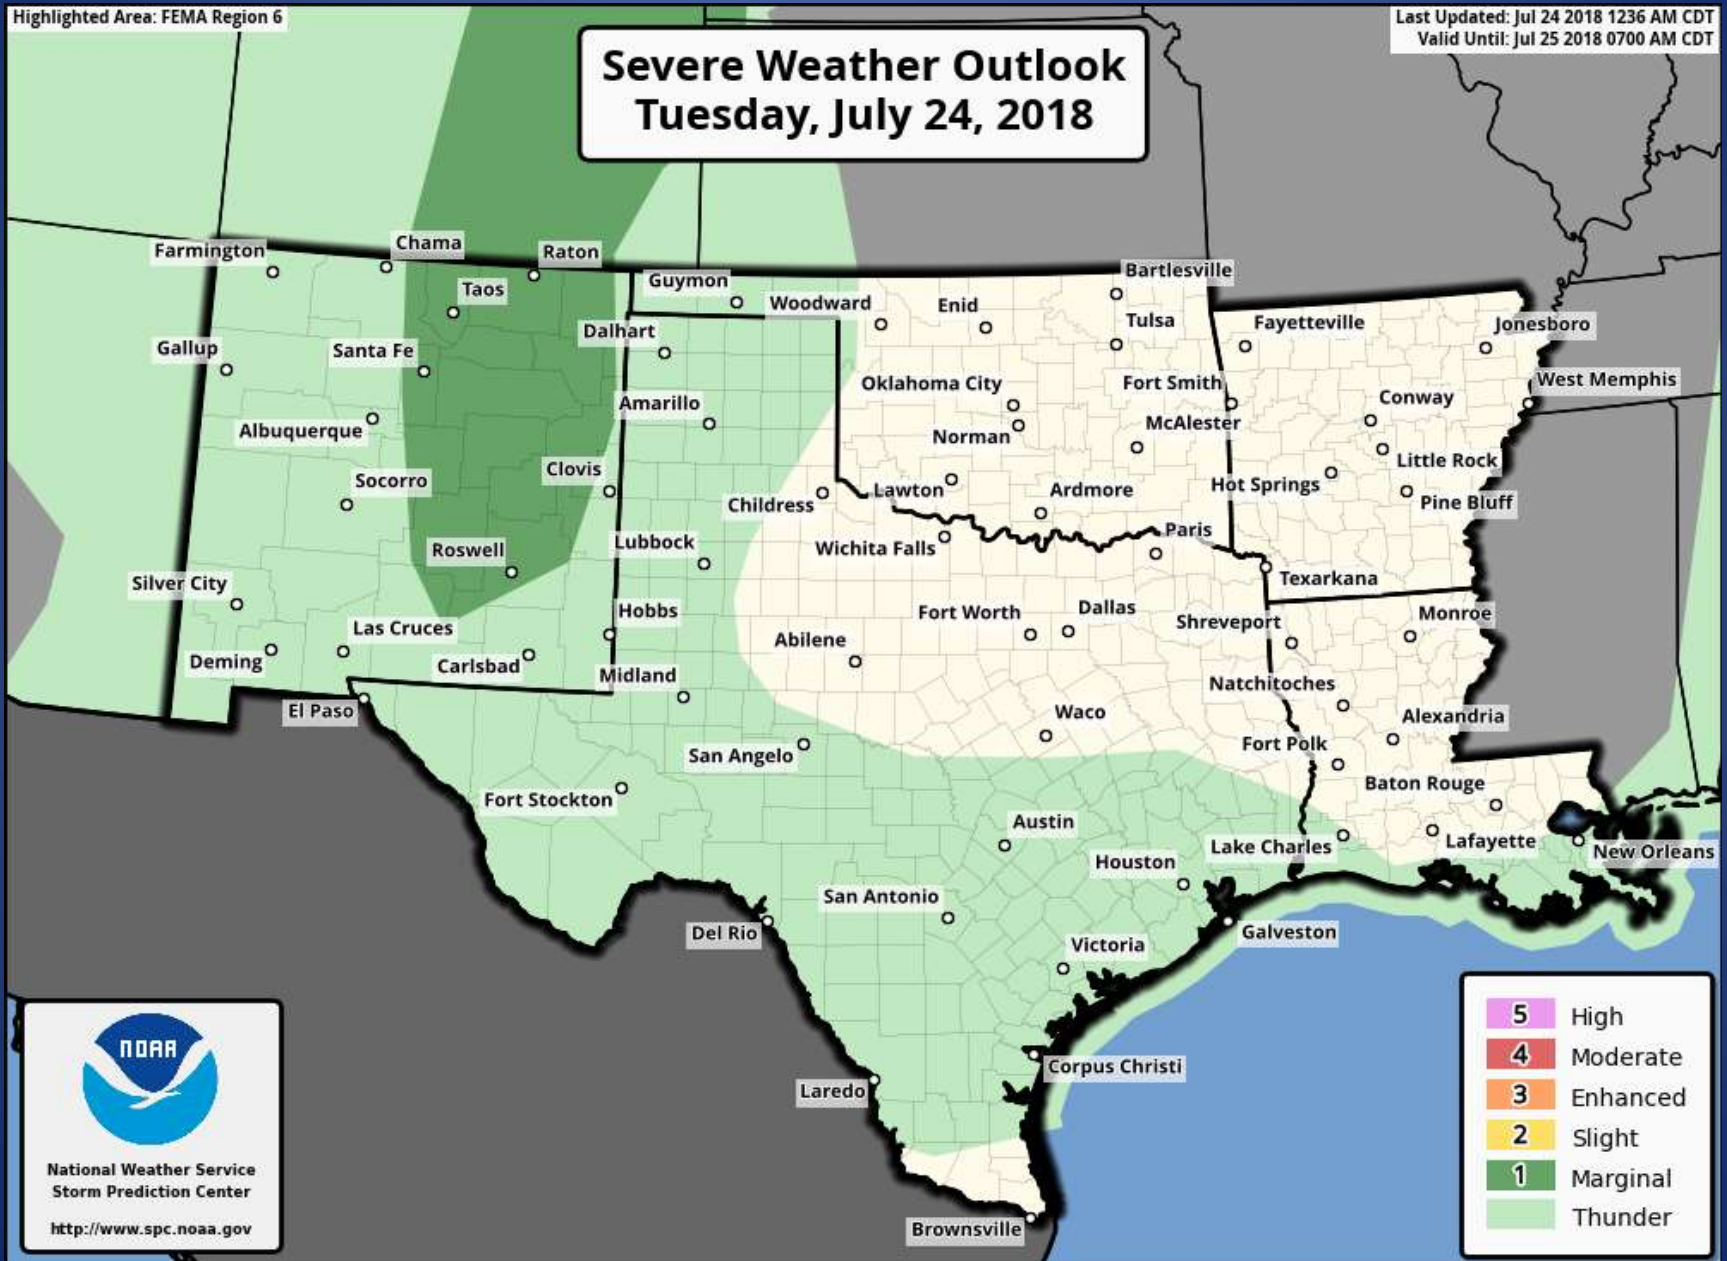 Highlighted Area: FEMA Region 6
Last Updated: Jul 24 2018 1236 AM CDT
Valid Until: Jul 25 2018 0700 AM CDT
Severe Weather Outlook
Tuesday, July 24, 2018
Farmington
Chama
Raton
Taos
Guymon
Woodward
Enid
Bartlesville
Tulsa
Fayetteville
Jonesboro
Gallup
Santa Fe
Dalhart
Oklahoma City
Fort Smith
Conway
West Memphis
Albuquerque
Amarillo
Norman
McAlester
Little Rock
Socorro
Clovis
Childress
Lawton
Ardmore
Hot Springs
Pine Bluff
Roswell
Lubbock
Wichita Falls
Paris
Texarkana
Silver City
Hobbs
Fort Worth
Dallas
Shreveport
Monroe
Las Cruces
Abilene
Deming
Carlsbad
Midland
Natchitoches
El Paso
Waco
Alexandria
San Angelo
Fort Polk
Baton Rouge
Fort Stockton
Austin
Houston
Lake Charles
Lafayette
New Orleans
San Antonio
Del Rio
Galveston
Victoria
Corpus Christi
Laredo
Brownsville
NOAA
National Weather Service
Storm Prediction Center
http://www.spc.noaa.gov
5 High
4 Moderate
3 Enhanced
2 Slight
1 Marginal
Thunder